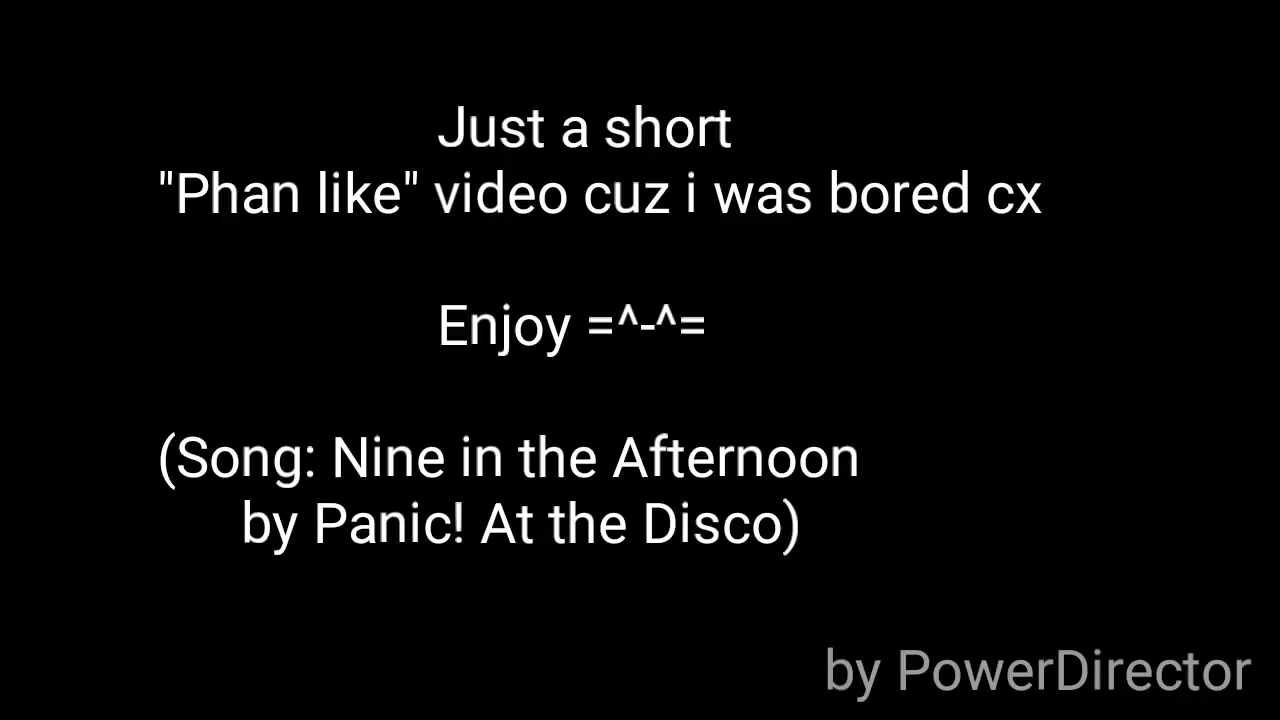 Just a short
"Phan like" video cuz i was bored cx
Enjoy =^-^=
(Song: Nine in the Afternoon
by Panic! At the Disco)
by PowerDirector